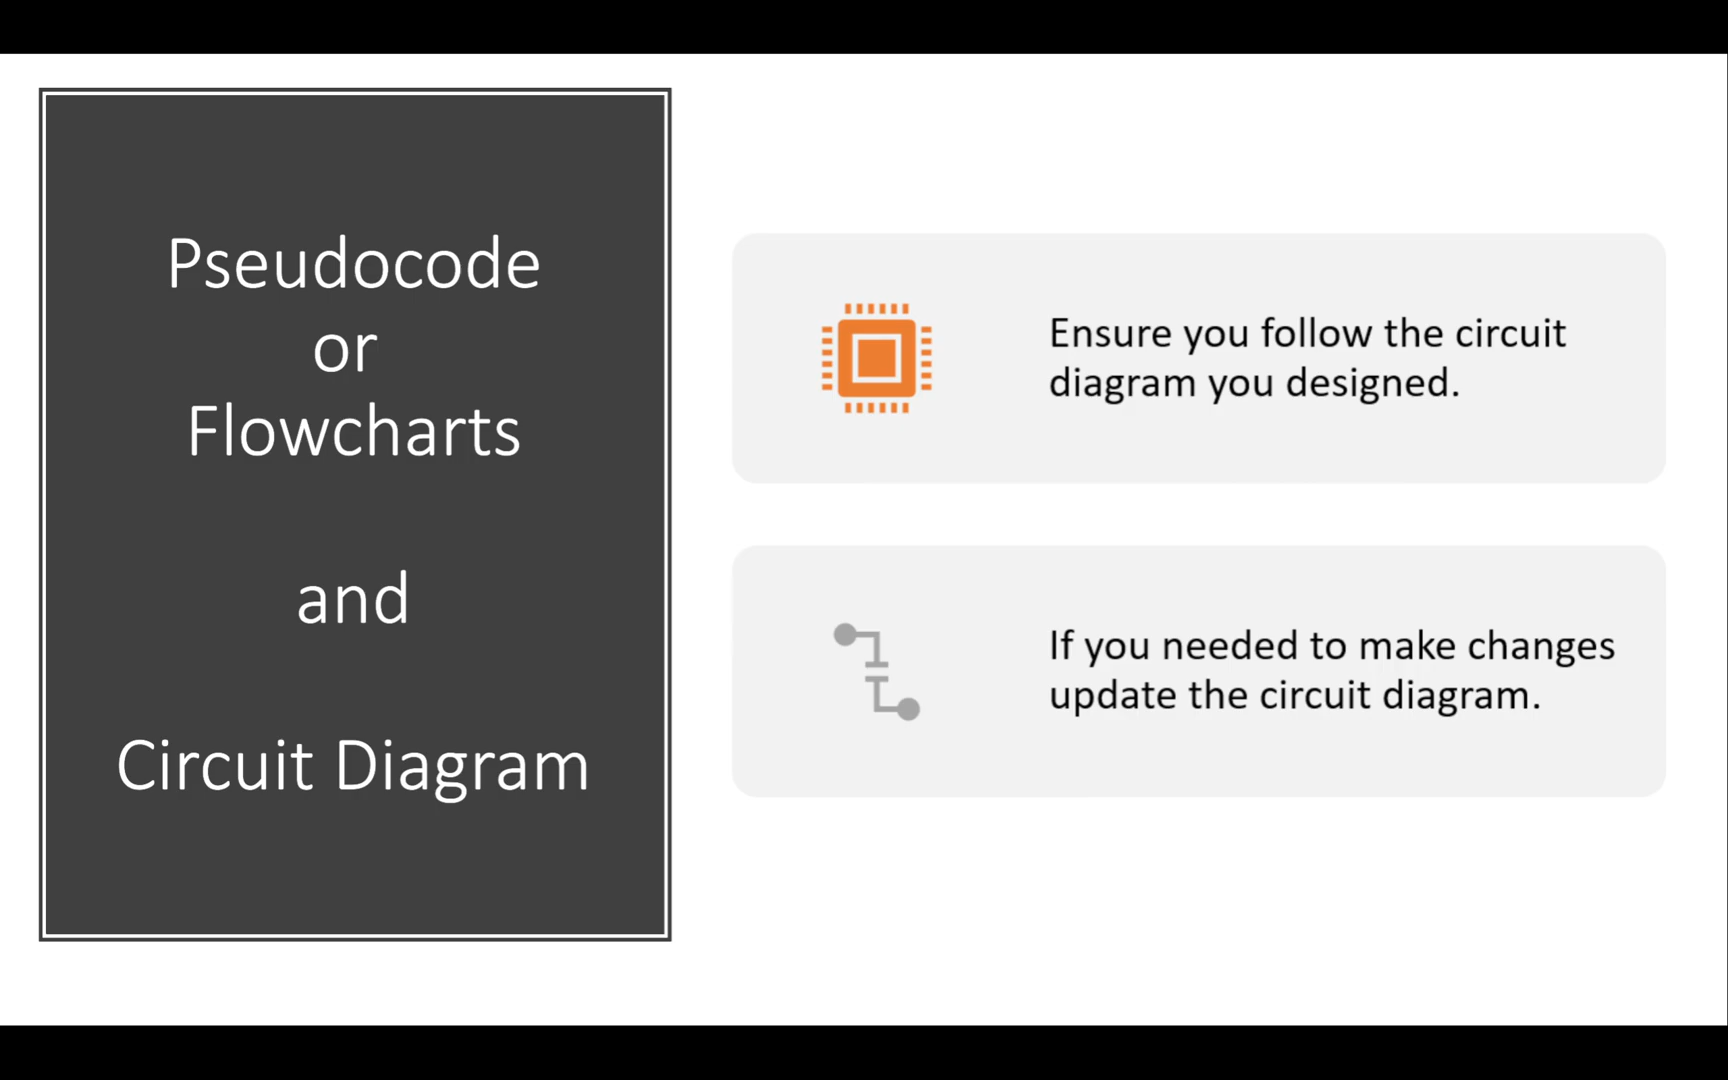 Pseudocode
or
Flowcharts
and
Circuit Diagram
Ensure you follow the circuit
diagram you designed.
If you needed to make changes
update the circuit diagram.